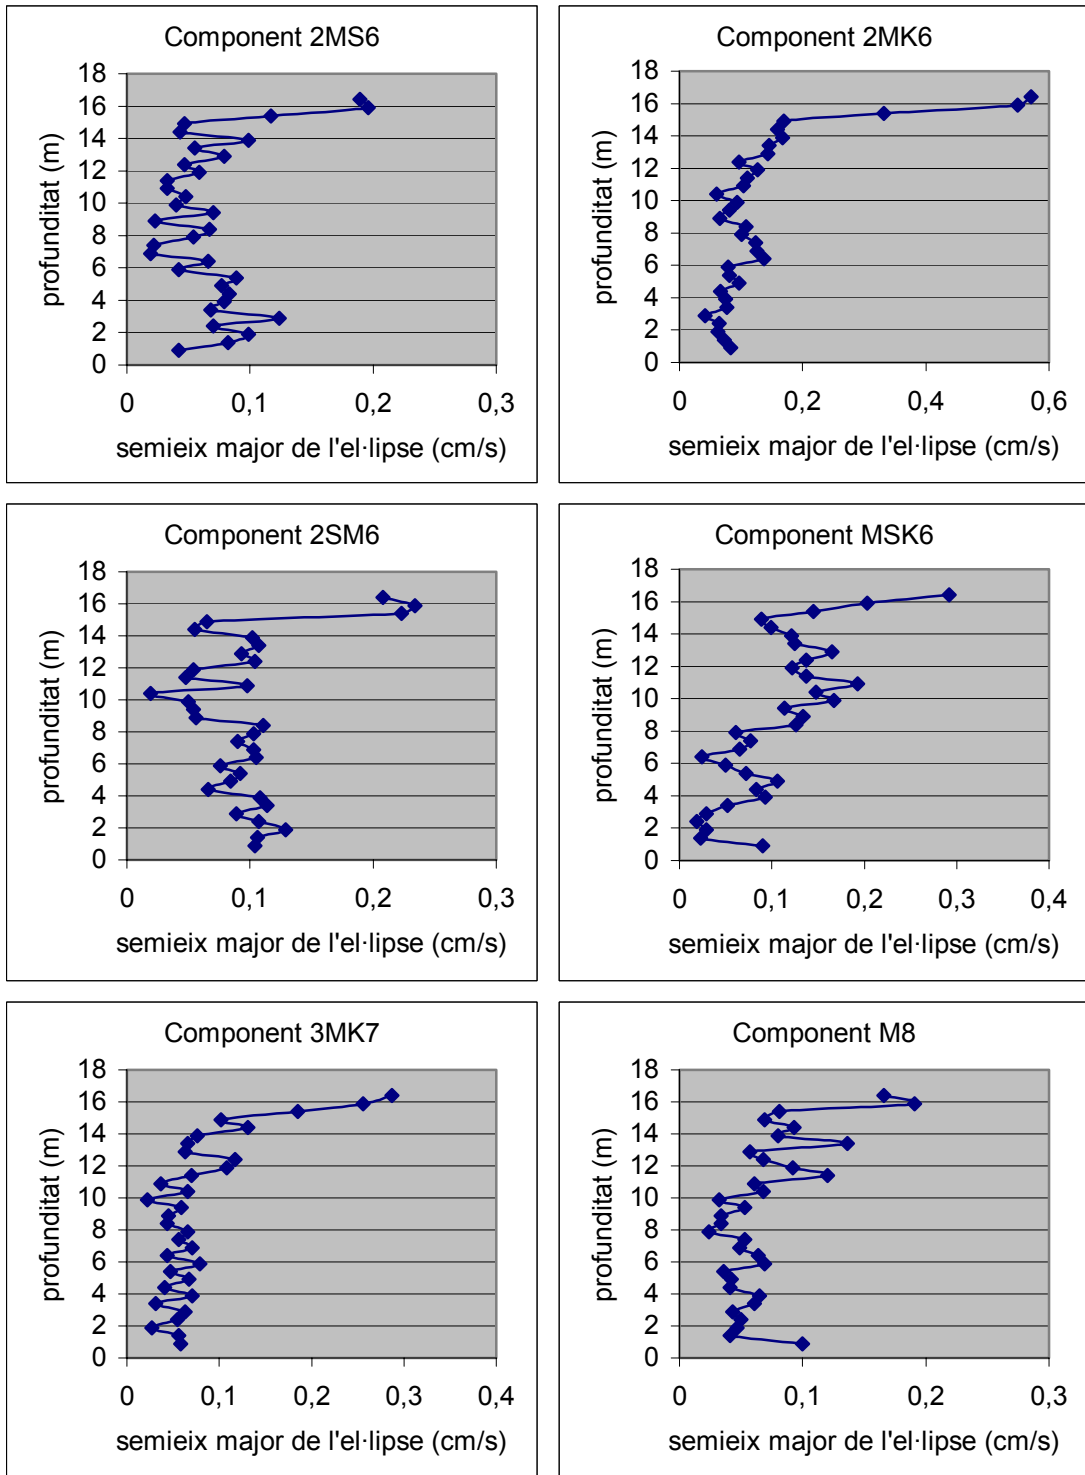 Component 2MS6
18
16
14
12
10
8
6
4
2
0
profunditat (m)
0 0,1 0,2 0,3
semieix major de l'el·lipse (cm/s)
Component 2MK6
18
16
14
12
10
8
6
4
2
0
profunditat (m)
0 0,2 0,4 0,6
semieix major de l'el·lipse (cm/s)
Component 2SM6
18
16
14
12
10
8
6
4
2
0
profunditat (m)
0 0,1 0,2 0,3
semieix major de l'el·lipse (cm/s)
Component MSK6
18
16
14
12
10
8
6
4
2
0
profunditat (m)
0 0,1 0,2 0,3 0,4
semieix major de l'el·lipse (cm/s)
Component 3MK7
18
16
14
12
10
8
6
4
2
0
profunditat (m)
0 0,1 0,2 0,3 0,4
semieix major de l'el·lipse (cm/s)
Component M8
18
16
14
12
10
8
6
4
2
0
profunditat (m)
0 0,1 0,2 0,3
semieix major de l'el·lipse (cm/s)